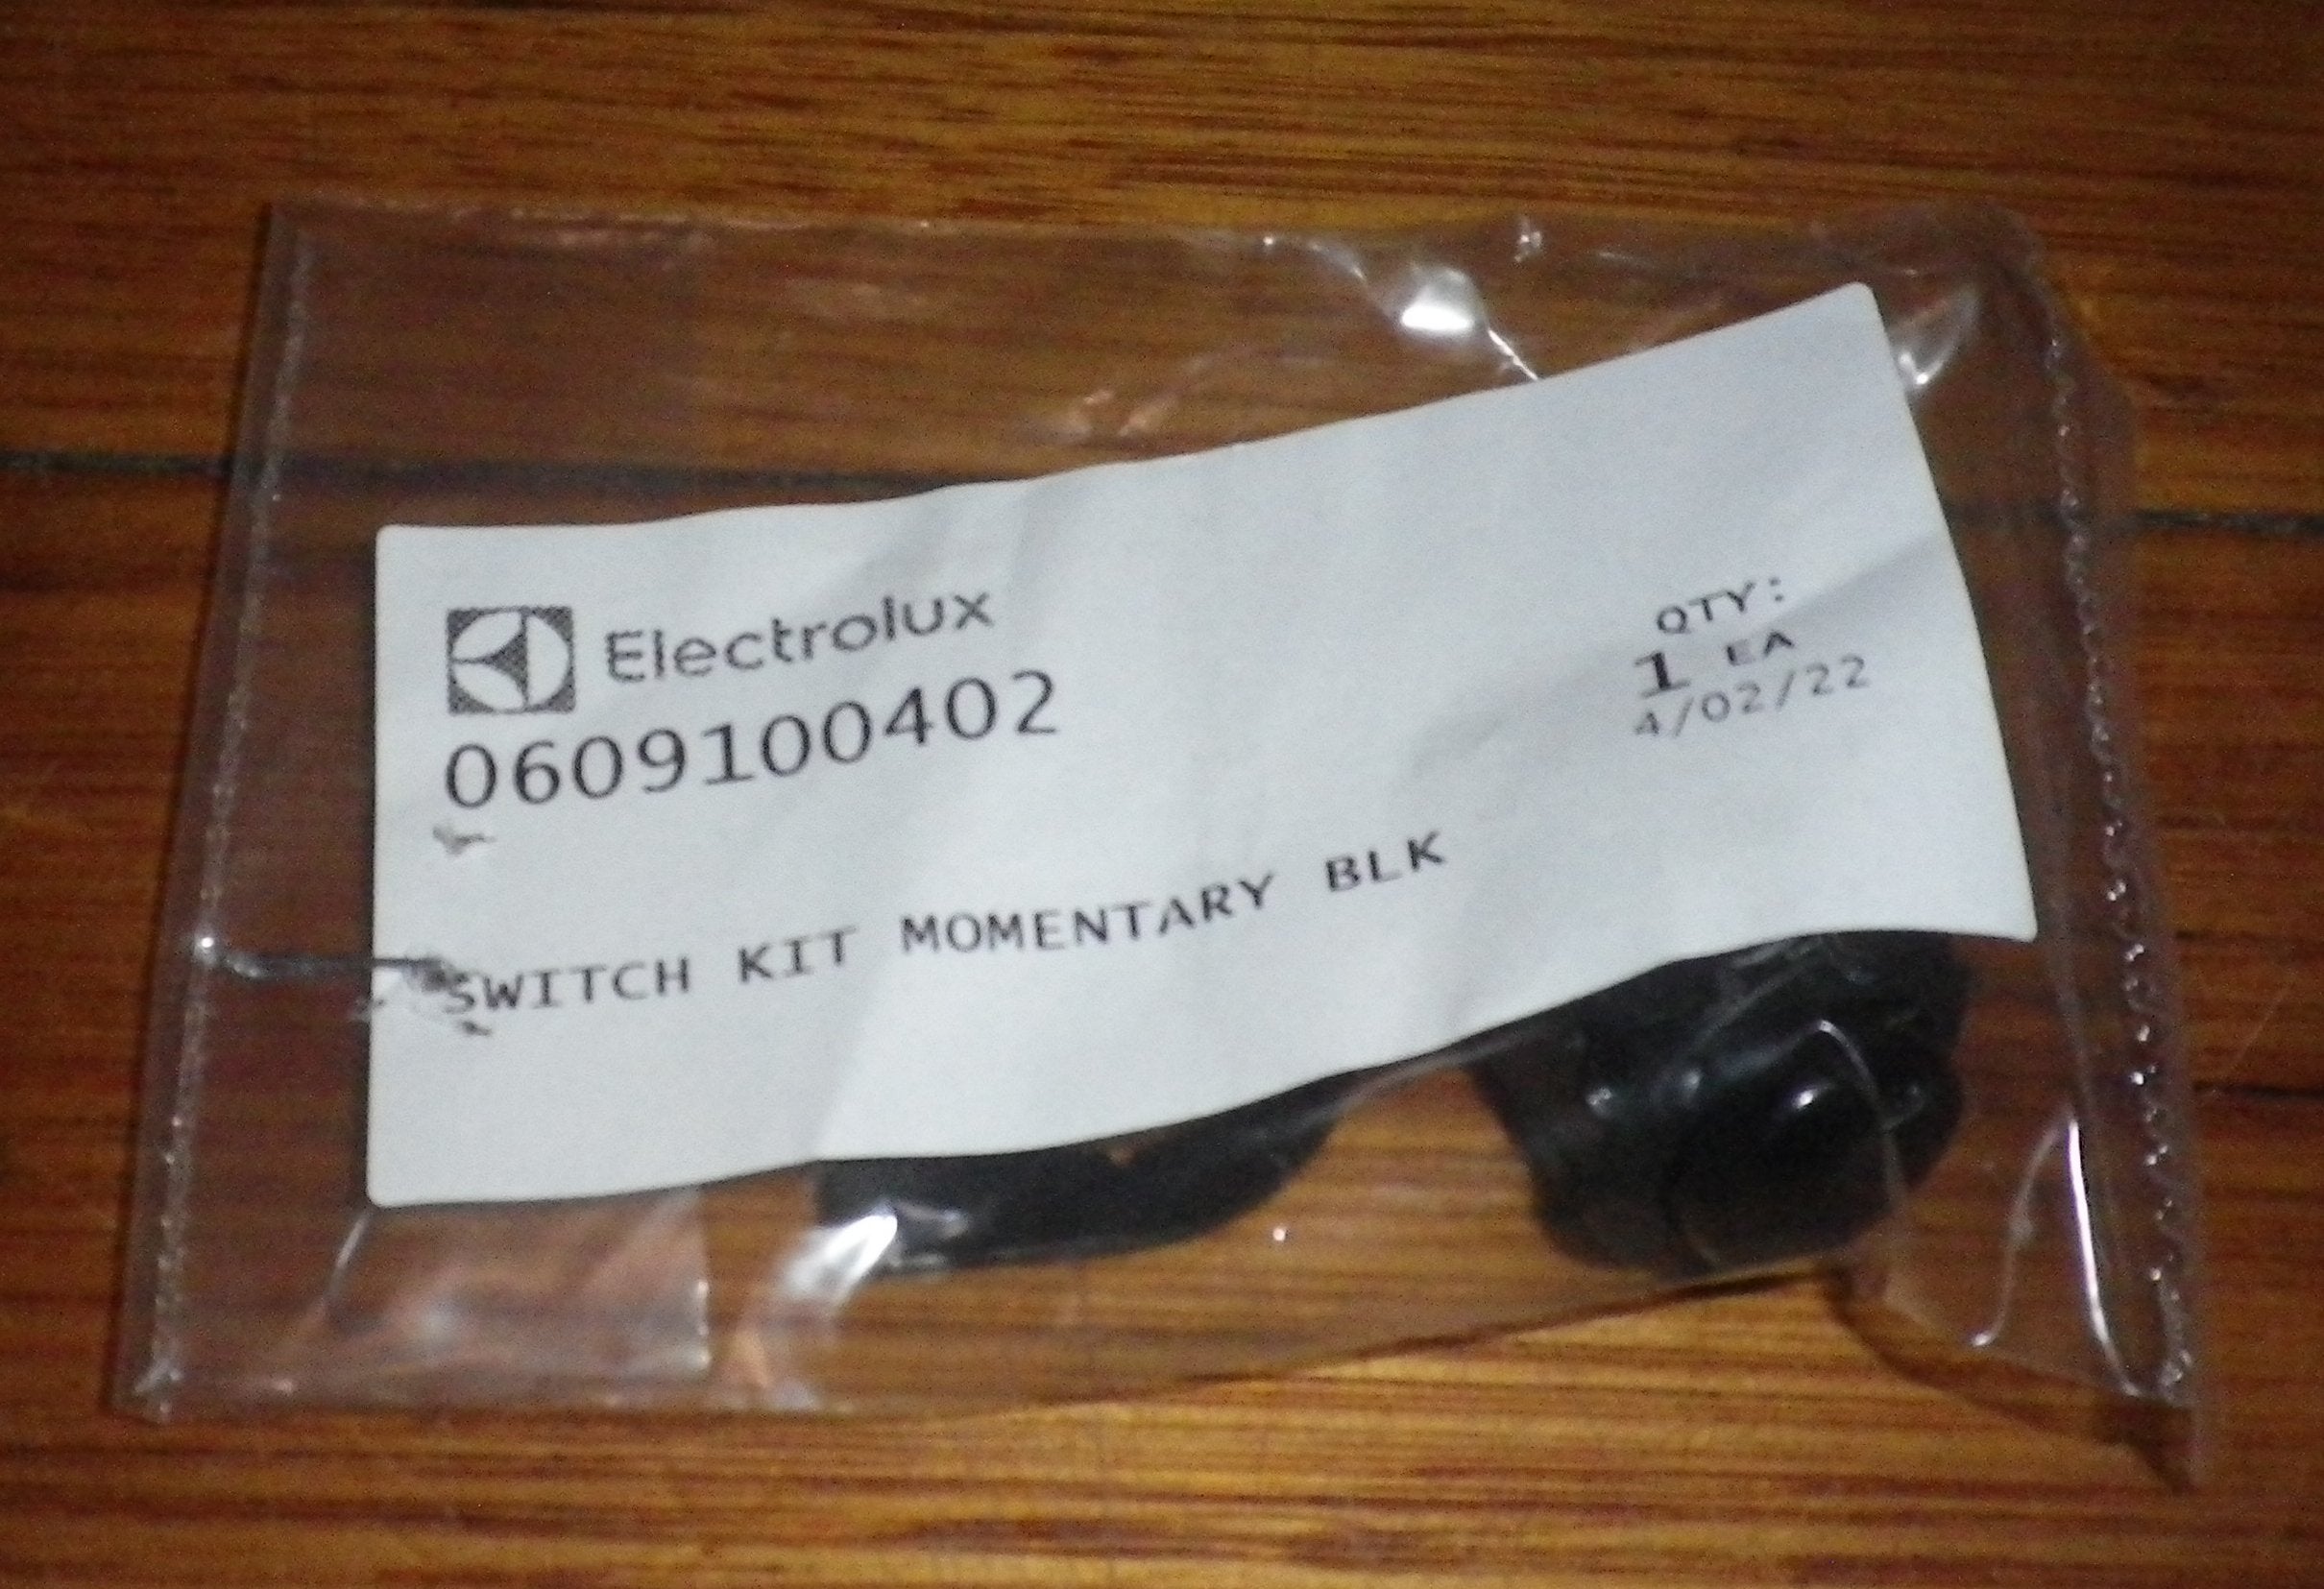 Electrolux
0609100402
QTY:
1 EA
4/02/22
SWITCH KIT MOMENTARY BLK